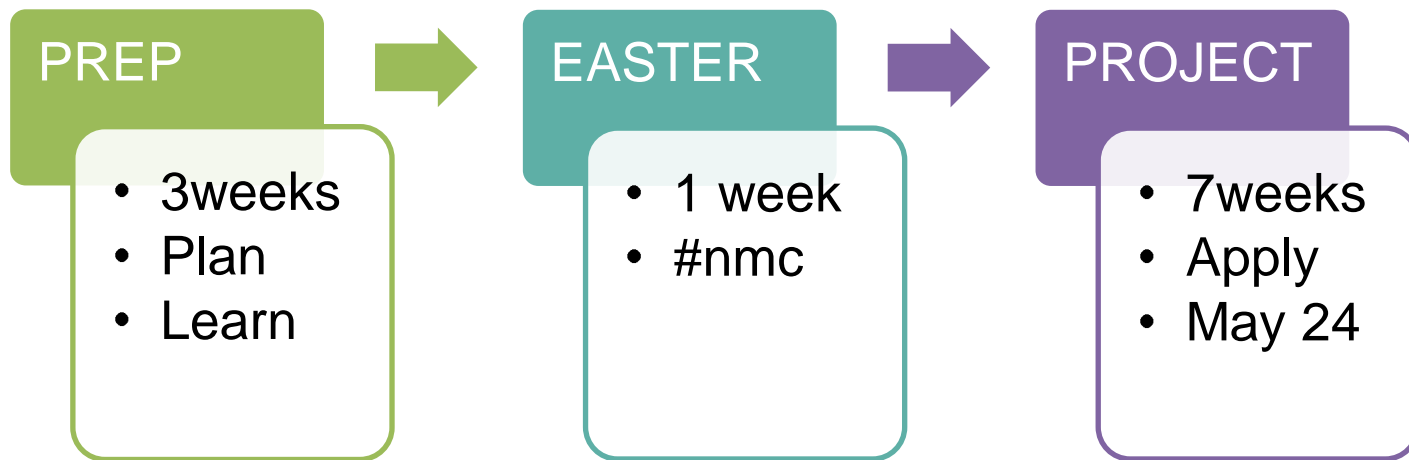 PREP
• 3weeks
• Plan
• Learn
EASTER
• 1 week
• #nmc
PROJECT
• 7weeks
• Apply
• May 24